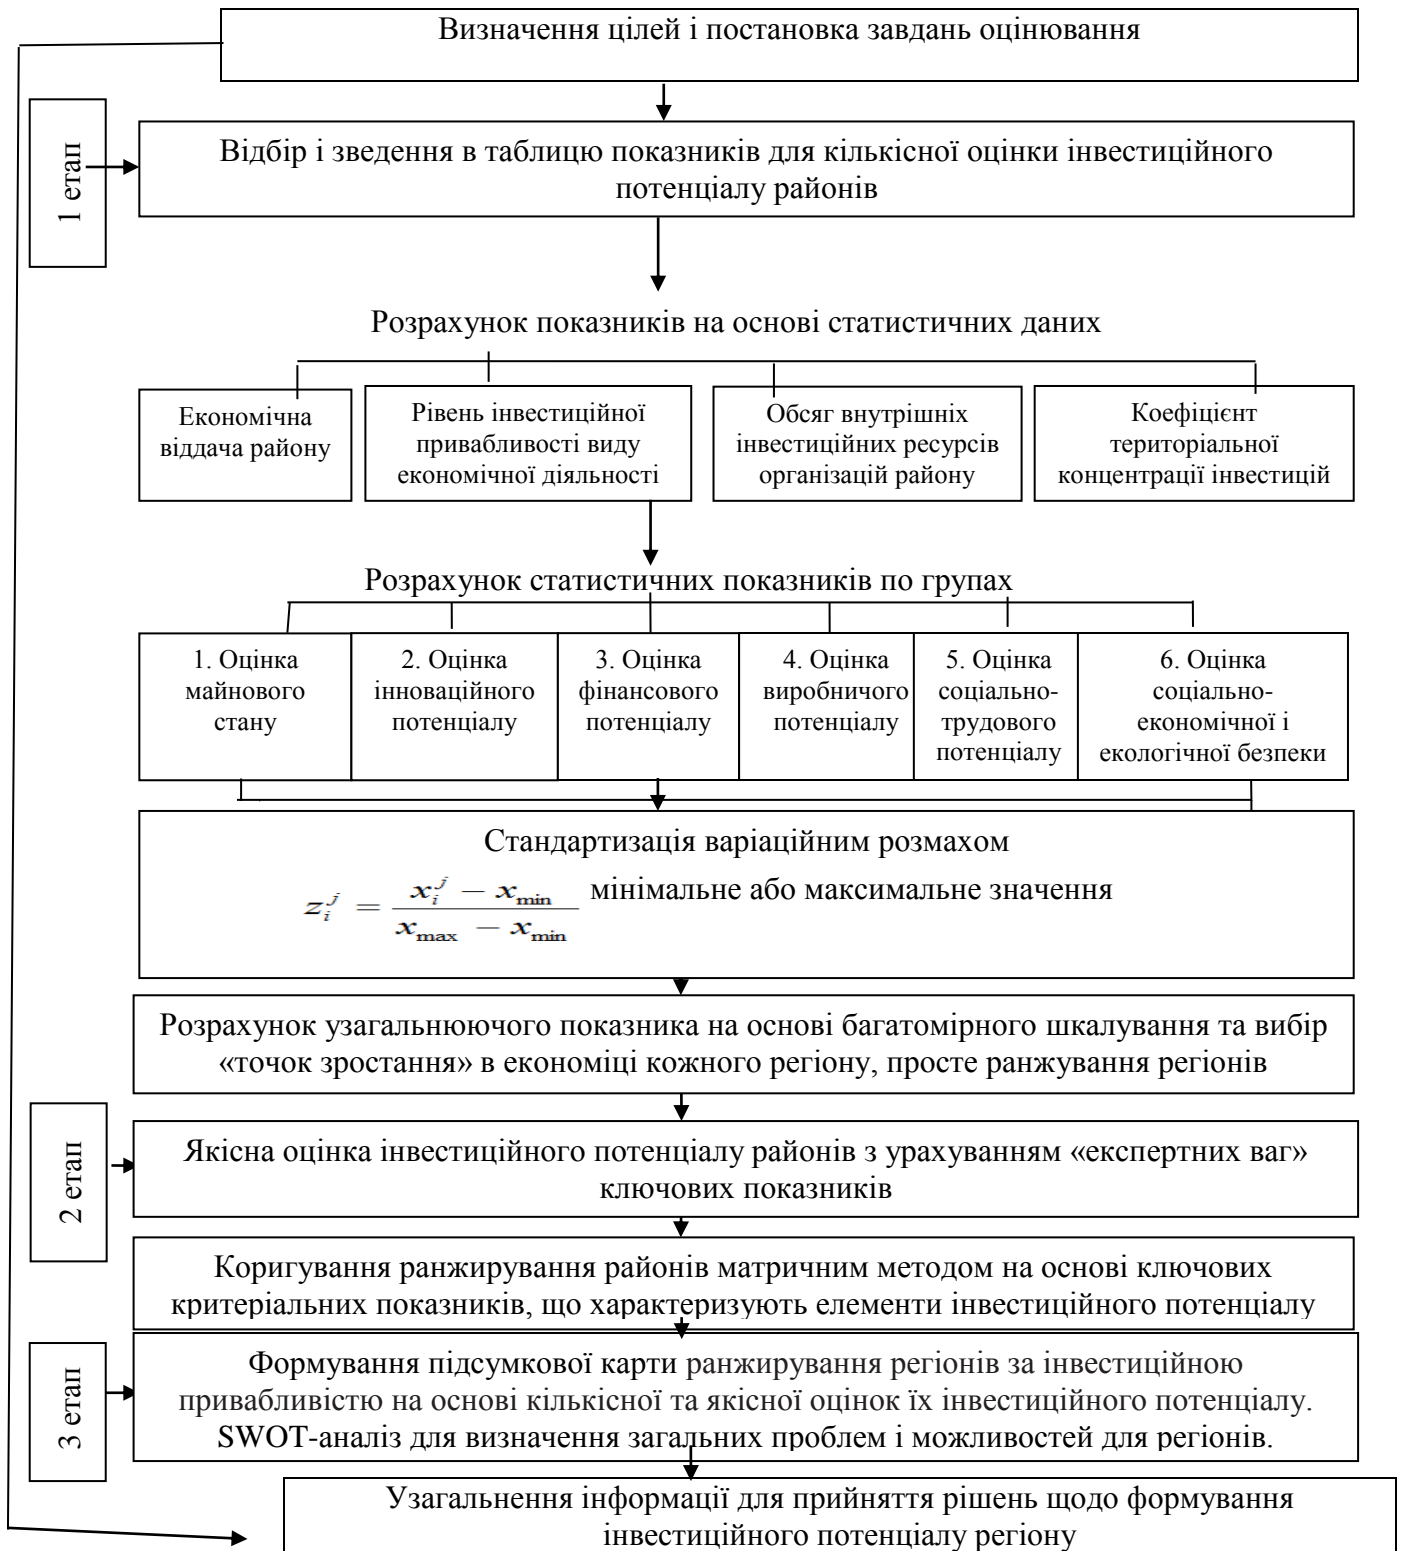 Визначення цілей і постановка завдань оцінювання
1 етап
Відбір і зведення в таблицю показників для кількісної оцінки інвестиційного
потенціалу районів
Розрахунок показників на основі статистичних даних
Економічна
віддача району
Рівень інвестиційної
привабливості виду
економічної діяльності
Обсяг внутрішніх
інвестиційних ресурсів
організацій району
Коефіцієнт
територіальної
концентрації інвестицій
Розрахунок статистичних показників по групах
1. Оцінка
майнового
стану
2. Оцінка
інноваційного
потенціалу
3. Оцінка
фінансового
потенціалу
4. Оцінка
виробничого
потенціалу
5. Оцінка
соціально-
трудового
потенціалу
6. Оцінка
соціально-
економічної і
екологічної безпеки
Стандартизація варіаційним розмахом
z_i^j = (x_i^j − x_min) / (x_max − x_min) мінімальне або максимальне значення
Розрахунок узагальнюючого показника на основі багатомірного шкалування та вибір
«точок зростання» в економіці кожного регіону, просте ранжування регіонів
2 етап
Якісна оцінка інвестиційного потенціалу районів з урахуванням «експертних ваг»
ключових показників
Коригування ранжирування районів матричним методом на основі ключових
критеріальних показників, що характеризують елементи інвестиційного потенціалу
3 етап
Формування підсумкової карти ранжирування регіонів за інвестиційною
привабливістю на основі кількісної та якісної оцінок їх інвестиційного потенціалу.
SWOT-аналіз для визначення загальних проблем і можливостей для регіонів.
Узагальнення інформації для прийняття рішень щодо формування
інвестиційного потенціалу регіону